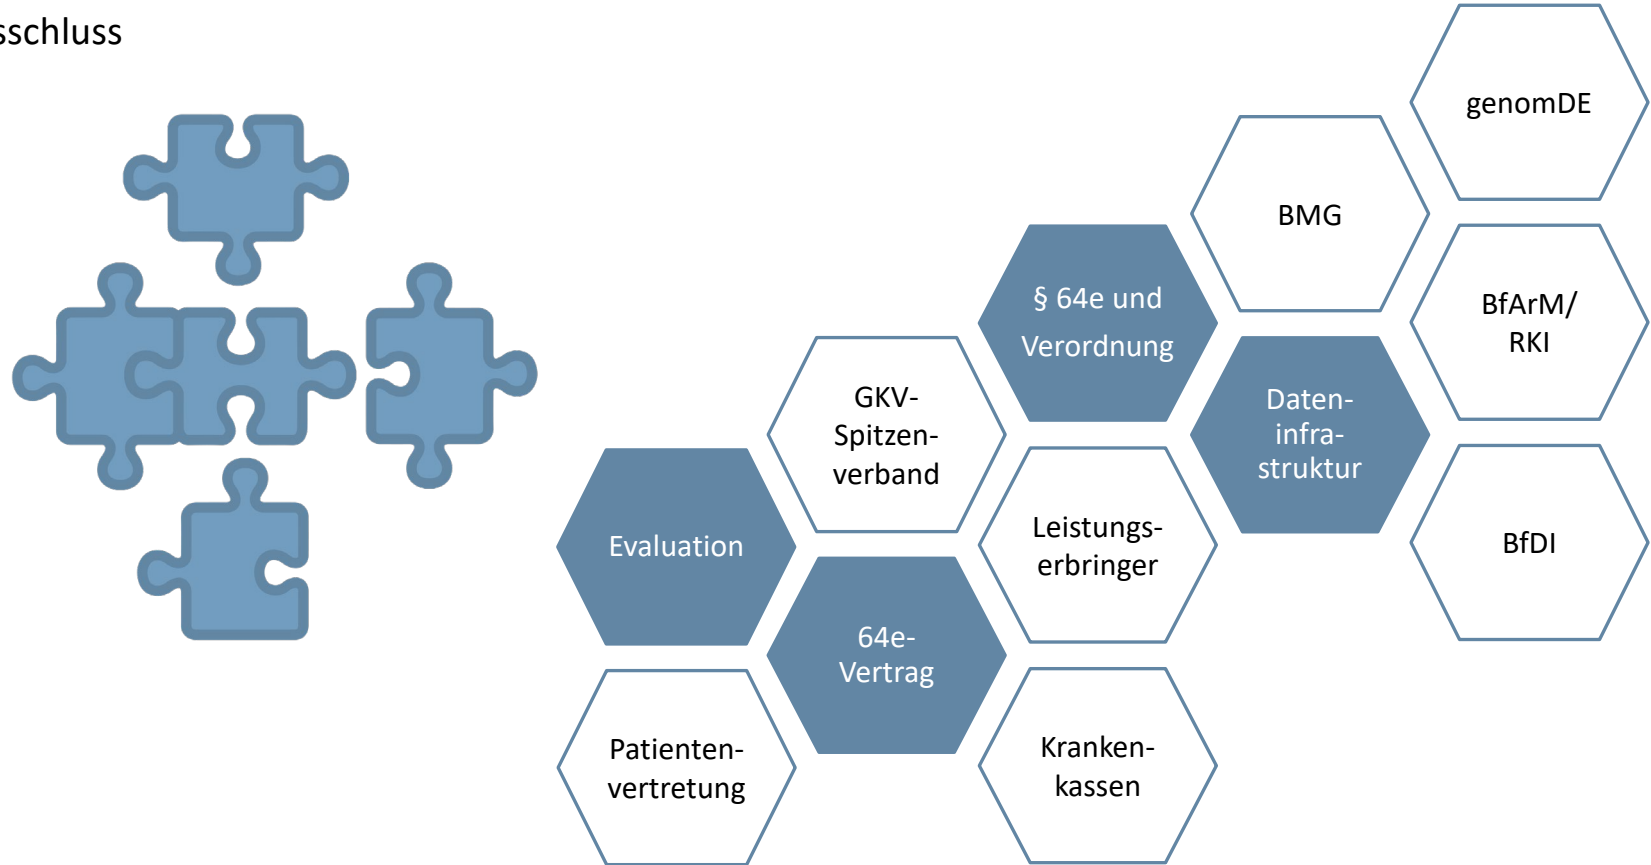 sschluss
genomDE
BMG
§ 64e und
Verordnung
BfArM/
RKI
GKV-
Spitzen-
verband
Daten-
infra-
struktur
Evaluation
Leistungs-
erbringer
BfDI
64e-
Vertrag
Patienten-
vertretung
Kranken-
kassen